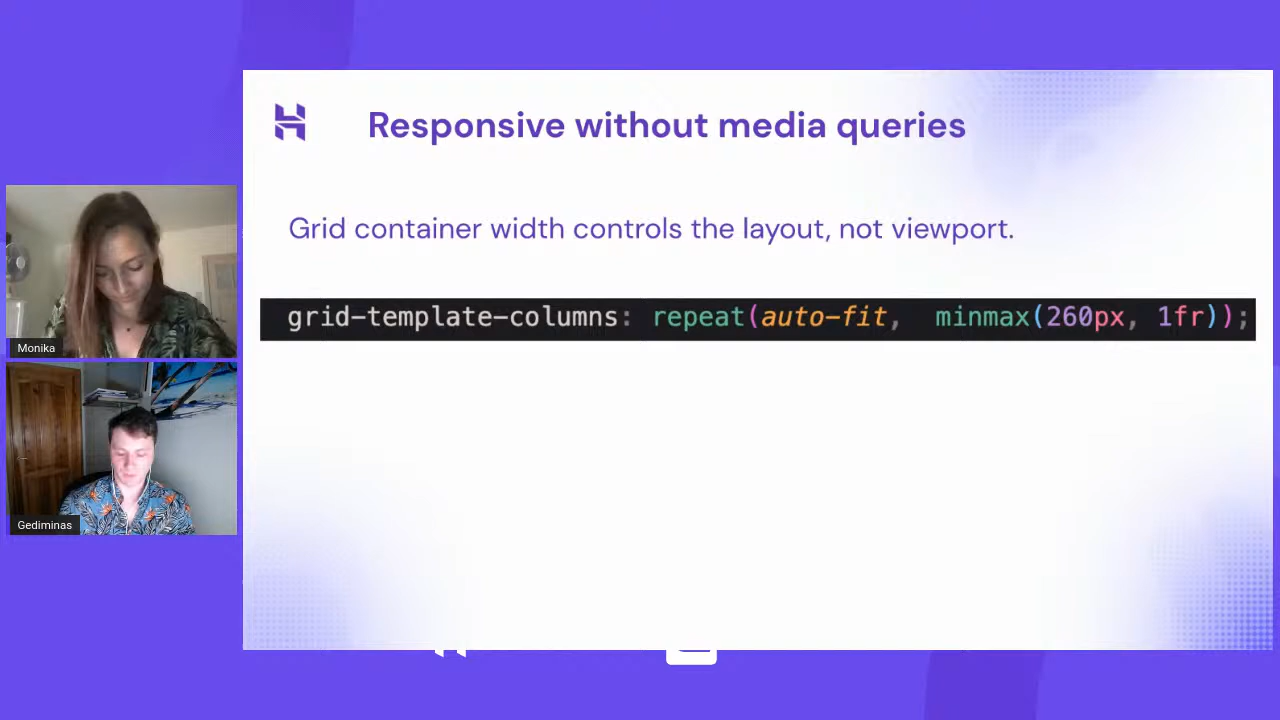 Responsive without media queries
Grid container width controls the layout, not viewport.
grid-template-columns: repeat(auto-fit, minmax(260px, 1fr));
Monika
Gediminas